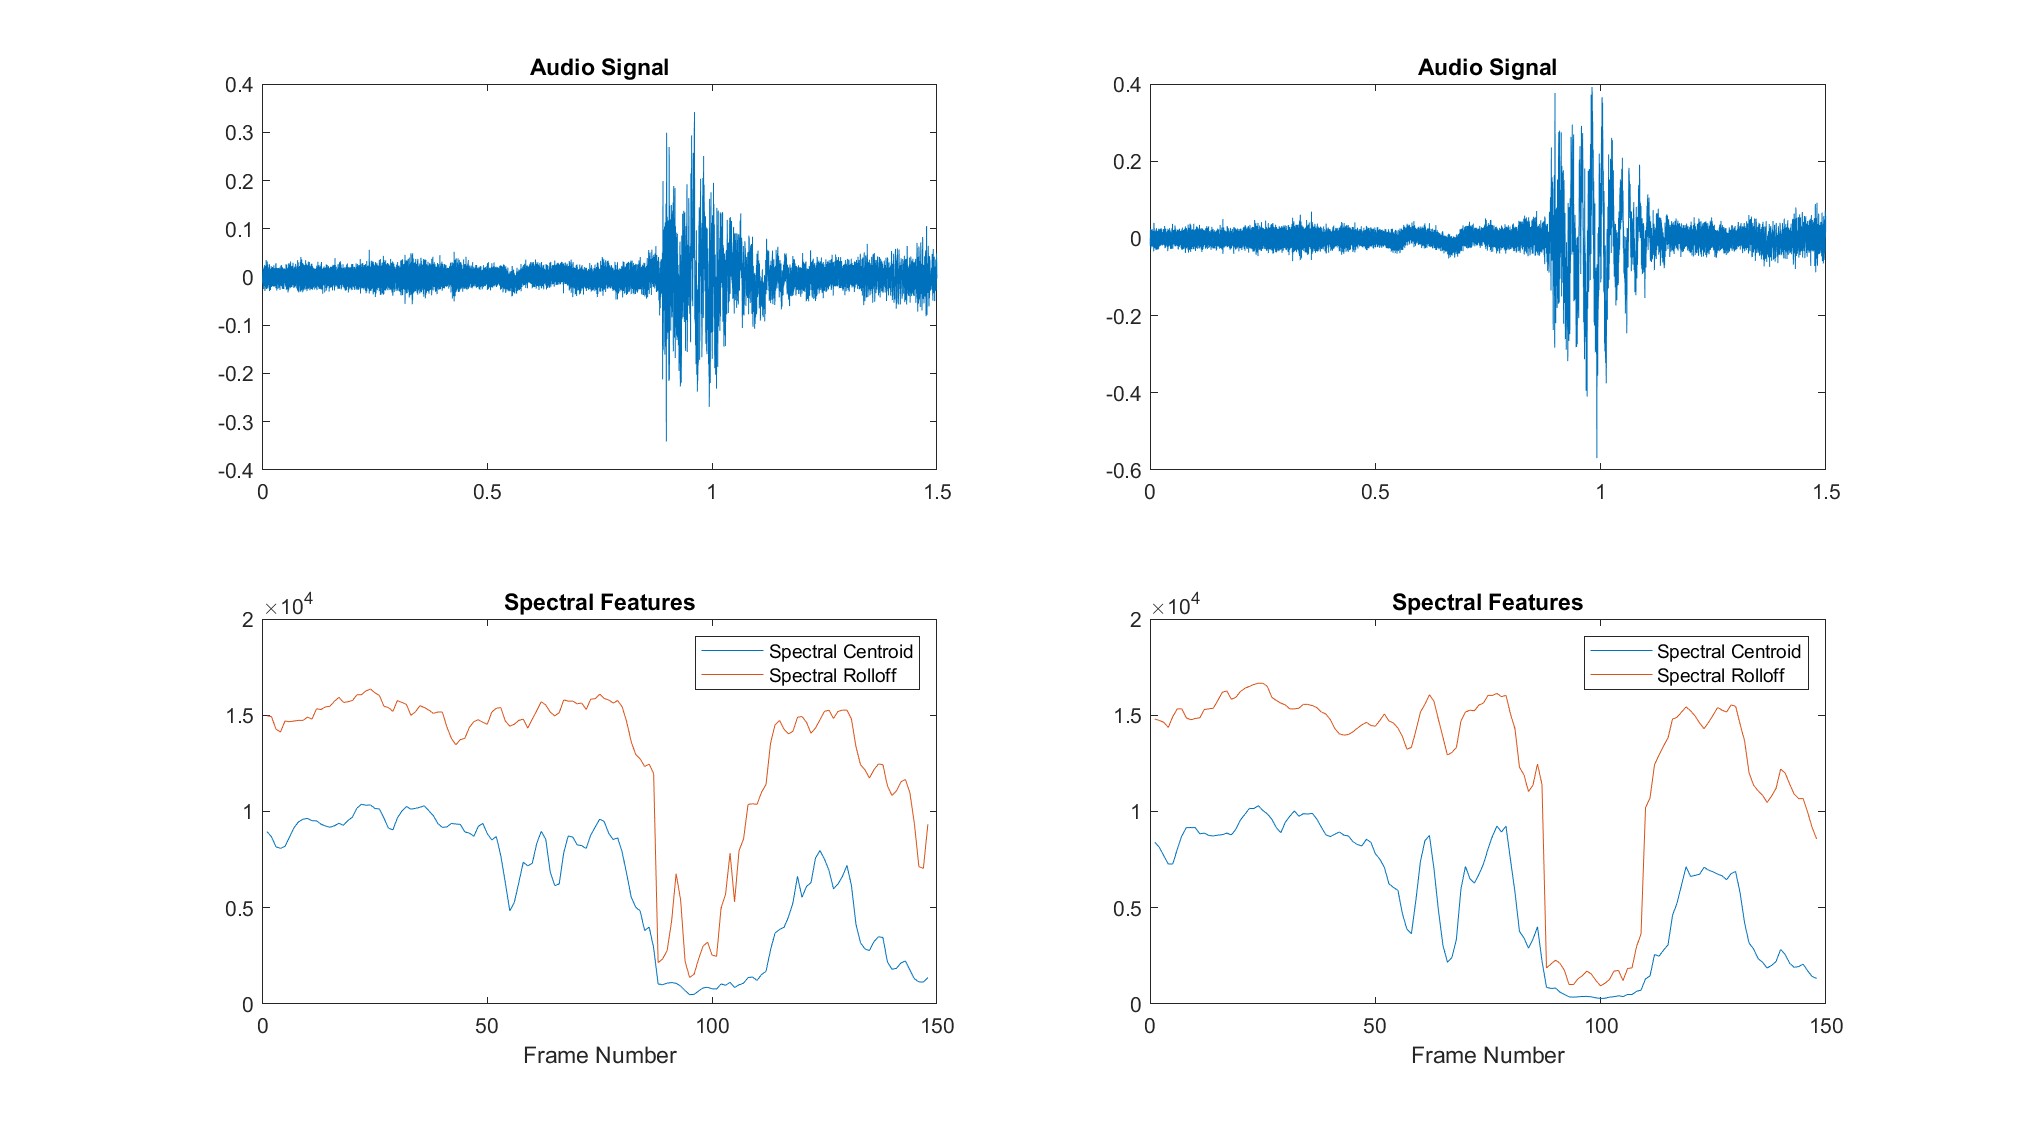 Audio Signal
0.4
0.3
0.2
0.1
0
-0.1
-0.2
-0.3
-0.4
0 0.5 1 1.5
Audio Signal
0.4
0.2
0
-0.2
-0.4
-0.6
0 0.5 1 1.5
Spectral Features
×10⁴
2
1.5
1
0.5
0
Spectral Centroid
Spectral Rolloff
0 50 100 150
Frame Number
Spectral Features
×10⁴
2
1.5
1
0.5
0
Spectral Centroid
Spectral Rolloff
0 50 100 150
Frame Number